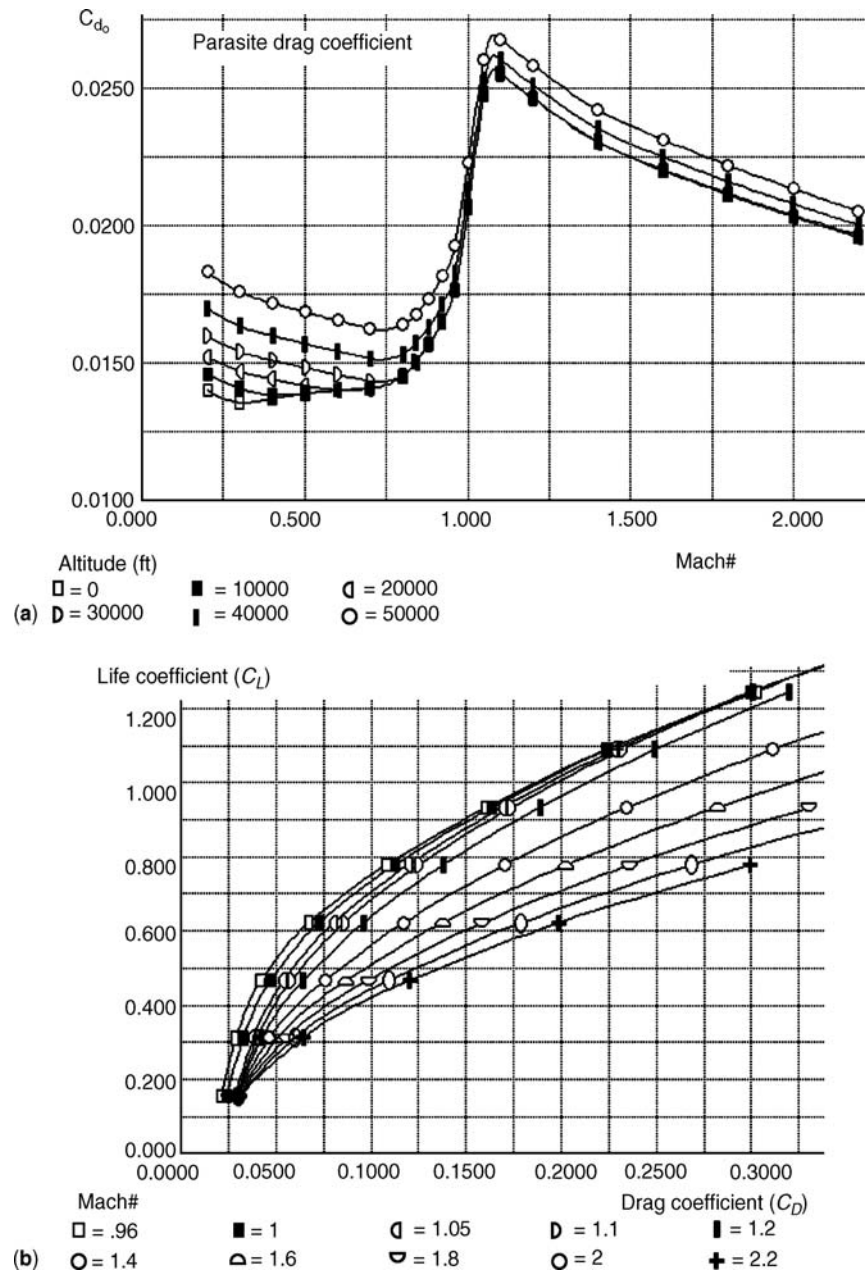 C_{d_o}
Parasite drag coefficient
0.0250
0.0200
0.0150
0.0100
0.000 0.500 1.000 1.500 2.000
Altitude (ft)
Mach#
= 0 = 10000 = 20000
(a) = 30000 = 40000 = 50000
Life coefficient (C_L)
1.200
1.000
0.800
0.600
0.400
0.200
0.000
0.0000 0.0500 0.1000 0.1500 0.2000 0.2500 0.3000
Mach#
Drag coefficient (C_D)
= .96 = 1 = 1.05 = 1.1 = 1.2
(b) = 1.4 = 1.6 = 1.8 = 2 = 2.2